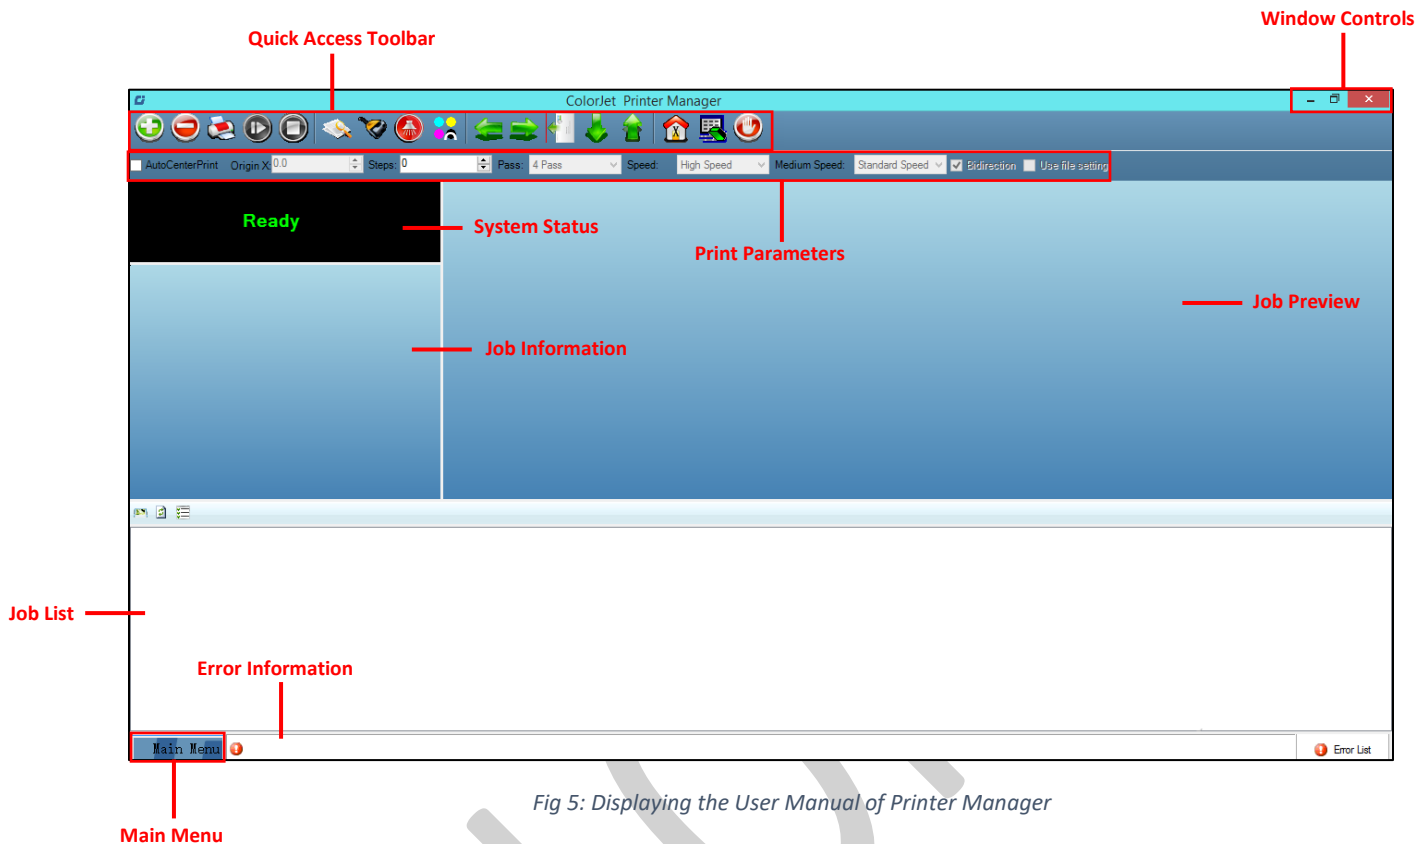 Window Controls
Quick Access Toolbar
ColorJet Printer Manager
AutoCenterPrint Origin X: 0.0 Steps: 0 Pass: 4 Pass Speed: High Speed Medium Speed: Standard Speed Bidirection Use file setting
Ready
System Status
Print Parameters
Job Preview
Job Information
Job List
Error Information
Main Menu
Error List
Fig 5: Displaying the User Manual of Printer Manager
Main Menu